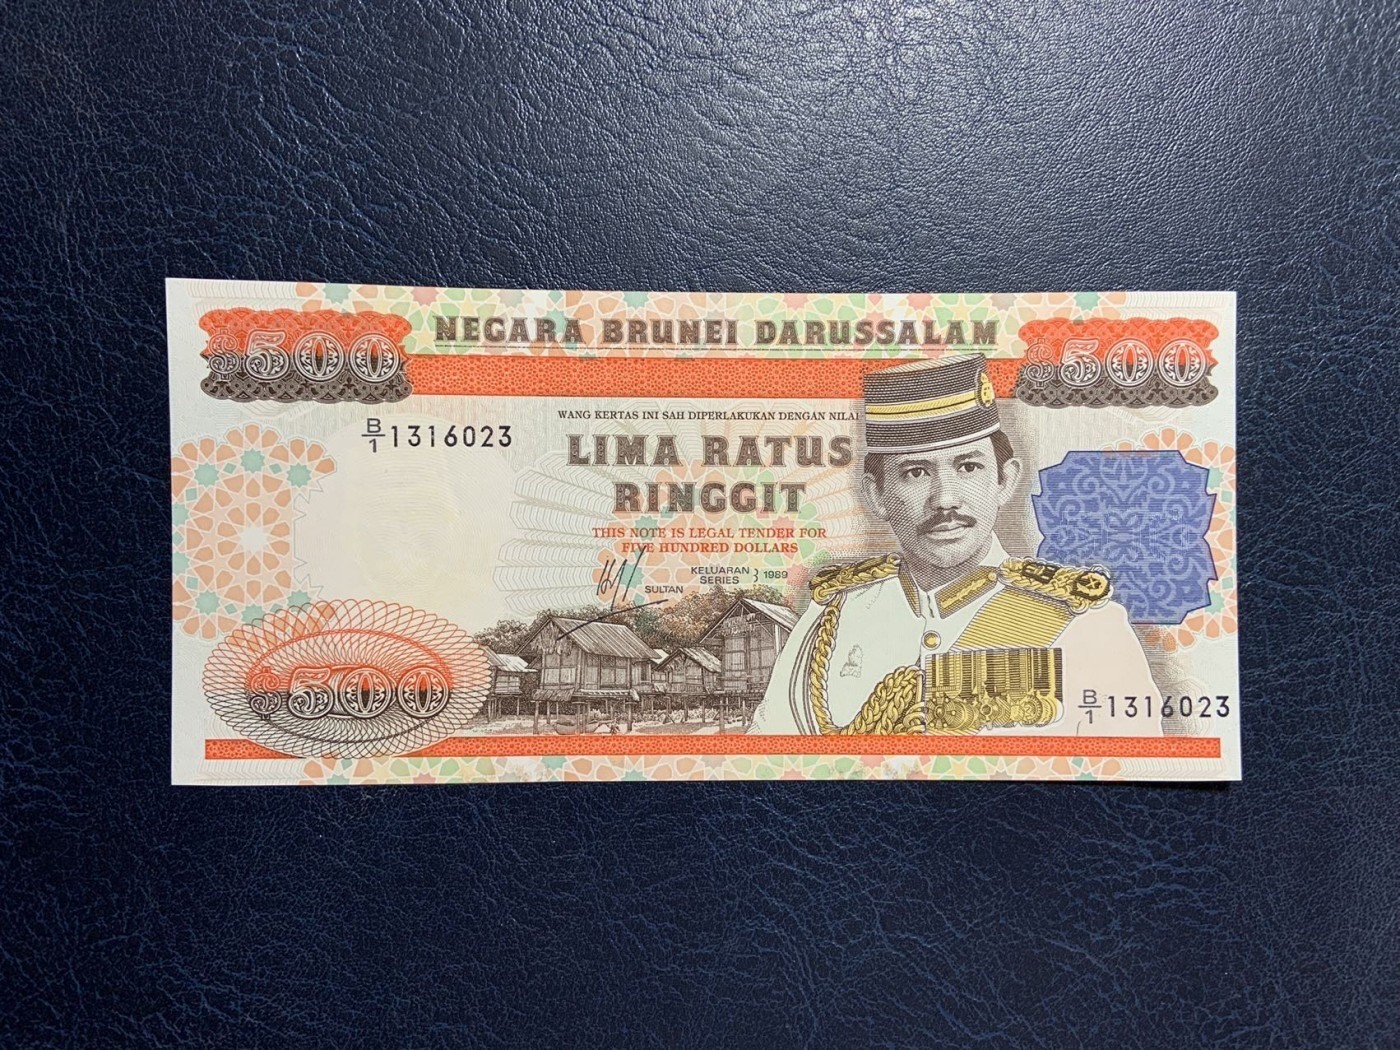 NEGARA BRUNEI DARUSSALAM
$500
$500
WANG KERTAS INI SAH DIPERLAKUKAN DENGAN NILAI
B/1 1316023
LIMA RATUS
RINGGIT
THIS NOTE IS LEGAL TENDER FOR
FIVE HUNDRED DOLLARS
KELUARAN
SERIES 3 1989
SULTAN
$500
B/1 1316023